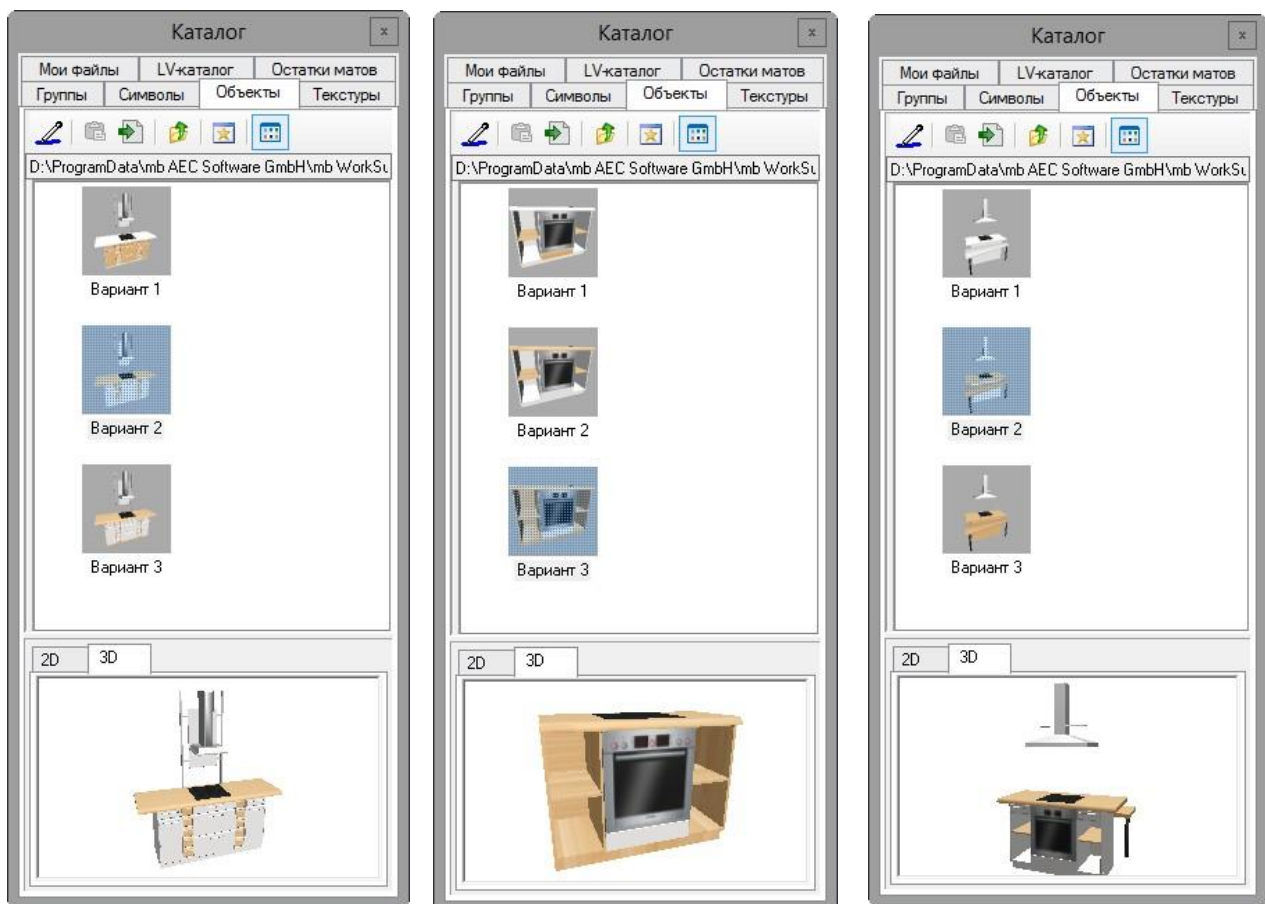 Каталог
x
Мои файлы LV-каталог Остатки матов
Группы Символы Объекты Текстуры
D:\ProgramData\mb AEC Software GmbH\mb WorkSu
Вариант 1
Вариант 2
Вариант 3
2D 3D
Каталог
x
Мои файлы LV-каталог Остатки матов
Группы Символы Объекты Текстуры
D:\ProgramData\mb AEC Software GmbH\mb WorkSu
Вариант 1
Вариант 2
Вариант 3
2D 3D
Каталог
x
Мои файлы LV-каталог Остатки матов
Группы Символы Объекты Текстуры
D:\ProgramData\mb AEC Software GmbH\mb WorkSu
Вариант 1
Вариант 2
Вариант 3
2D 3D